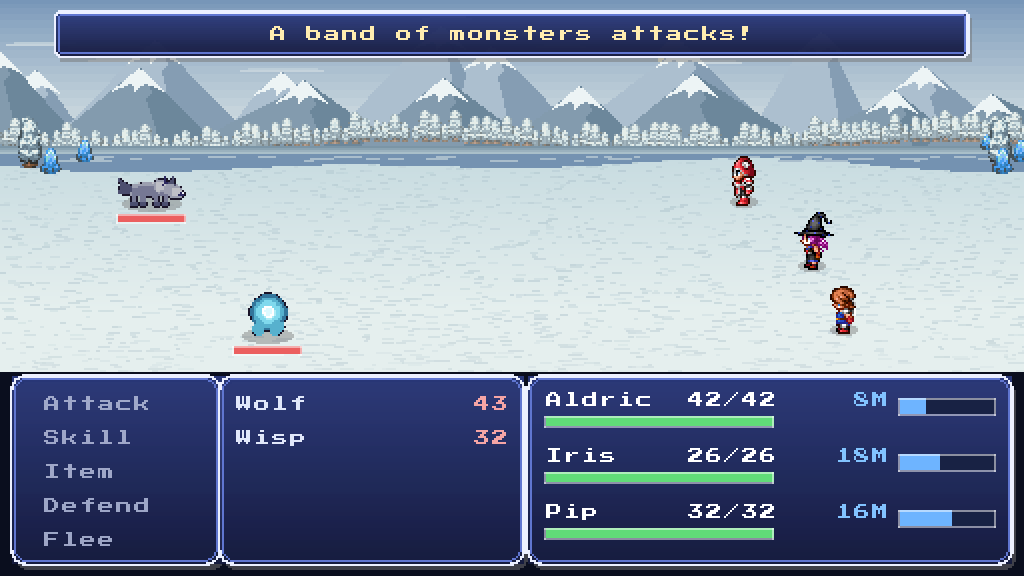 A band of monsters attacks!
Attack
Skill
Item
Defend
Flee
Wolf 43
Wisp 32
Aldric 42/42 8M
Iris 26/26 18M
Pip 32/32 16M